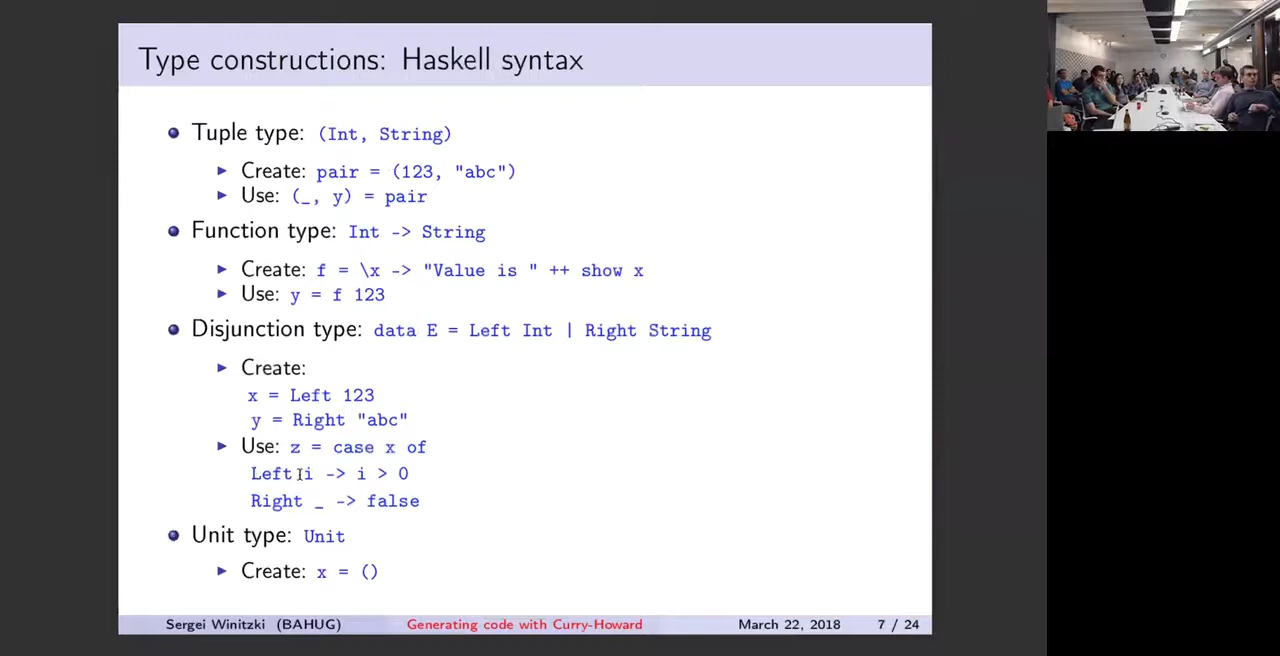 Type constructions: Haskell syntax
Tuple type: (Int, String)
Create: pair = (123, "abc")
Use: (_, y) = pair
Function type: Int -> String
Create: f = \x -> "Value is " ++ show x
Use: y = f 123
Disjunction type: data E = Left Int | Right String
Create:
x = Left 123
y = Right "abc"
Use: z = case x of
Left i -> i > 0
Right _ -> false
Unit type: Unit
Create: x = ()
Sergei Winitzki (BAHUG) Generating code with Curry-Howard March 22, 2018 7 / 24